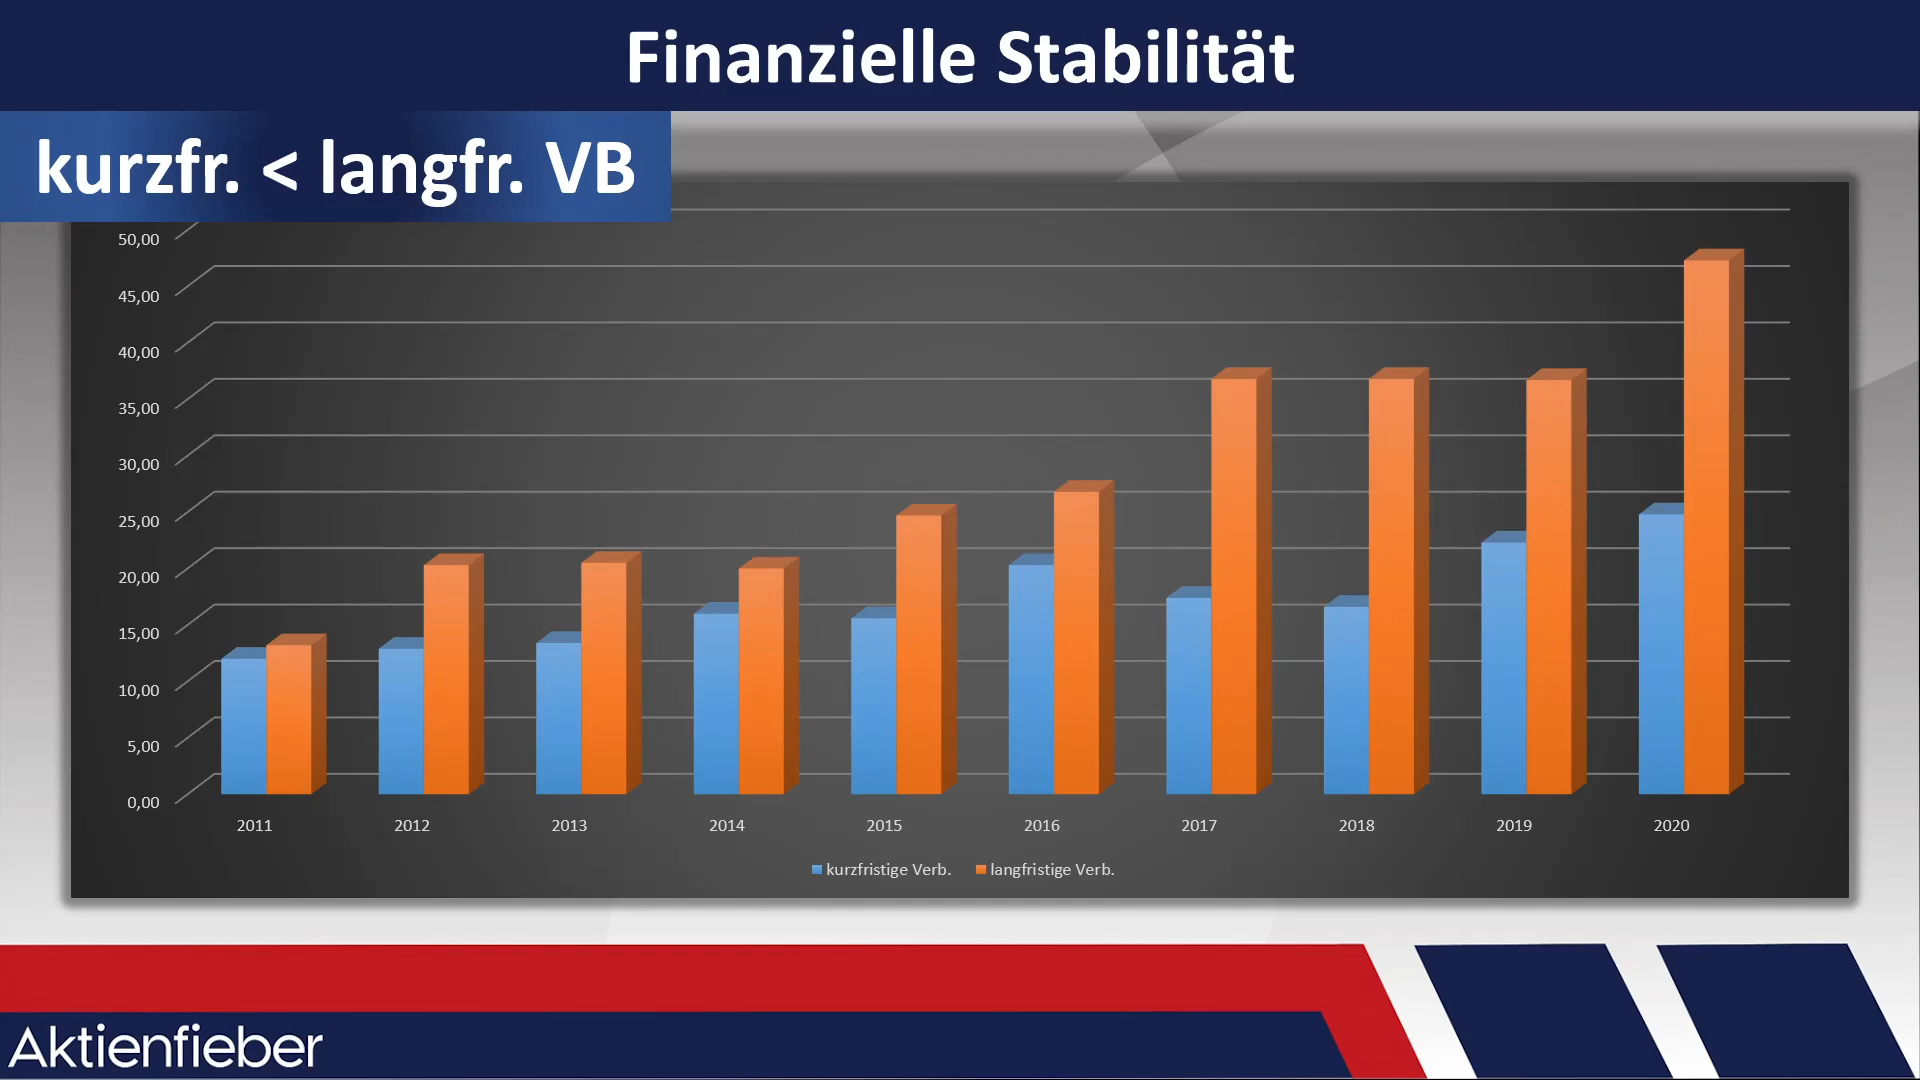 Finanzielle Stabilität
kurzfr. < langfr. VB
50,00
45,00
40,00
35,00
30,00
25,00
20,00
15,00
10,00
5,00
0,00
2011 2012 2013 2014 2015 2016 2017 2018 2019 2020
kurzfristige Verb. langfristige Verb.
Aktienfieber